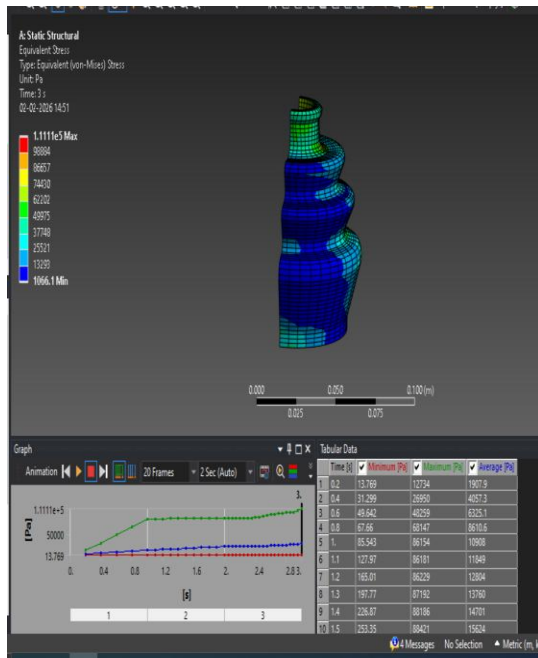 A: Static Structural
Equivalent Stress
Type: Equivalent (von-Mises) Stress
Unit: Pa
Time: 3 s
02-02-2026 14:51
1.1111e5 Max
98884
86657
74430
62202
49975
37748
25521
13293
1066.1 Min
0.000 0.050 0.100 (m)
0.025 0.075
Graph
Animation 20 Frames 2 Sec (Auto)
3.
1.1111e+5
50000
13.769
[Pa]
0. 0.4 0.8 1.2 1.6 2. 2.4 2.8 3.
[s]
1 2 3
Tabular Data
Time [s] Minimum [Pa] Maximum [Pa] Average [Pa]
1 0.2 13.769 12734 1907.9
2 0.4 31.299 26950 4057.3
3 0.6 49.642 48259 6325.1
4 0.8 67.66 68147 8610.6
5 1. 85.543 86154 10908
6 1.1 127.97 86181 11849
7 1.2 165.01 86229 12804
8 1.3 197.77 87192 13760
9 1.4 226.87 88186 14701
10 1.5 253.35 88421 15624
4 Messages No Selection Metric (m, k